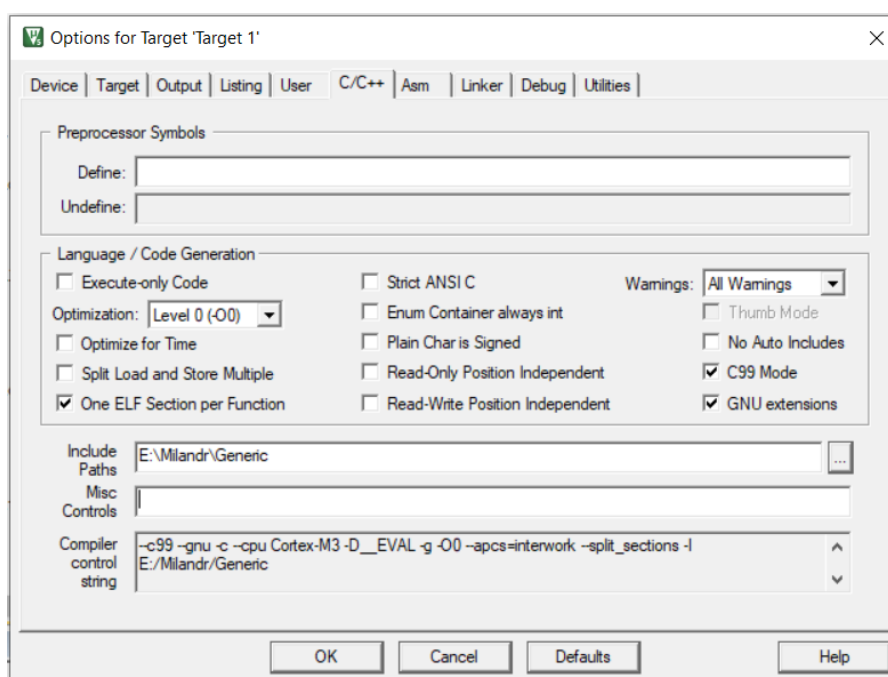 Options for Target 'Target 1'
Device Target Output Listing User C/C++ Asm Linker Debug Utilities
Preprocessor Symbols
Define:
Undefine:
Language / Code Generation
Execute-only Code Strict ANSI C Warnings: All Warnings
Optimization: Level 0 (-O0) Enum Container always int Thumb Mode
Optimize for Time Plain Char is Signed No Auto Includes
Split Load and Store Multiple Read-Only Position Independent C99 Mode
One ELF Section per Function Read-Write Position Independent GNU extensions
Include Paths E:\Milandr\Generic ...
Misc Controls
Compiler control string --c99 --gnu -c --cpu Cortex-M3 -D__EVAL -g -O0 --apcs=interwork --split_sections -I
E:/Milandr/Generic
OK Cancel Defaults Help